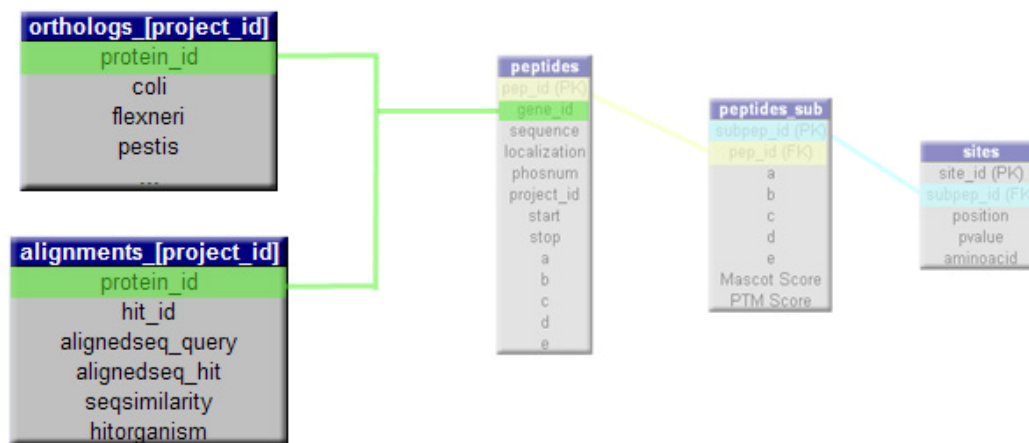 orthologs_[project_id]
protein_id
coli
flexneri
pestis
...
alignments_[project_id]
protein_id
hit_id
alignedseq_query
alignedseq_hit
seqsimilarity
hitorganism
peptides
pep_id (PK)
gene_id
sequence
localization
phosnum
project_id
start
stop
a
b
c
d
e
peptides_sub
subpep_id (PK)
pep_id (FK)
a
b
c
d
e
Mascot Score
PTM Score
sites
site_id (PK)
subpep_id (FK
position
pvalue
aminoacid